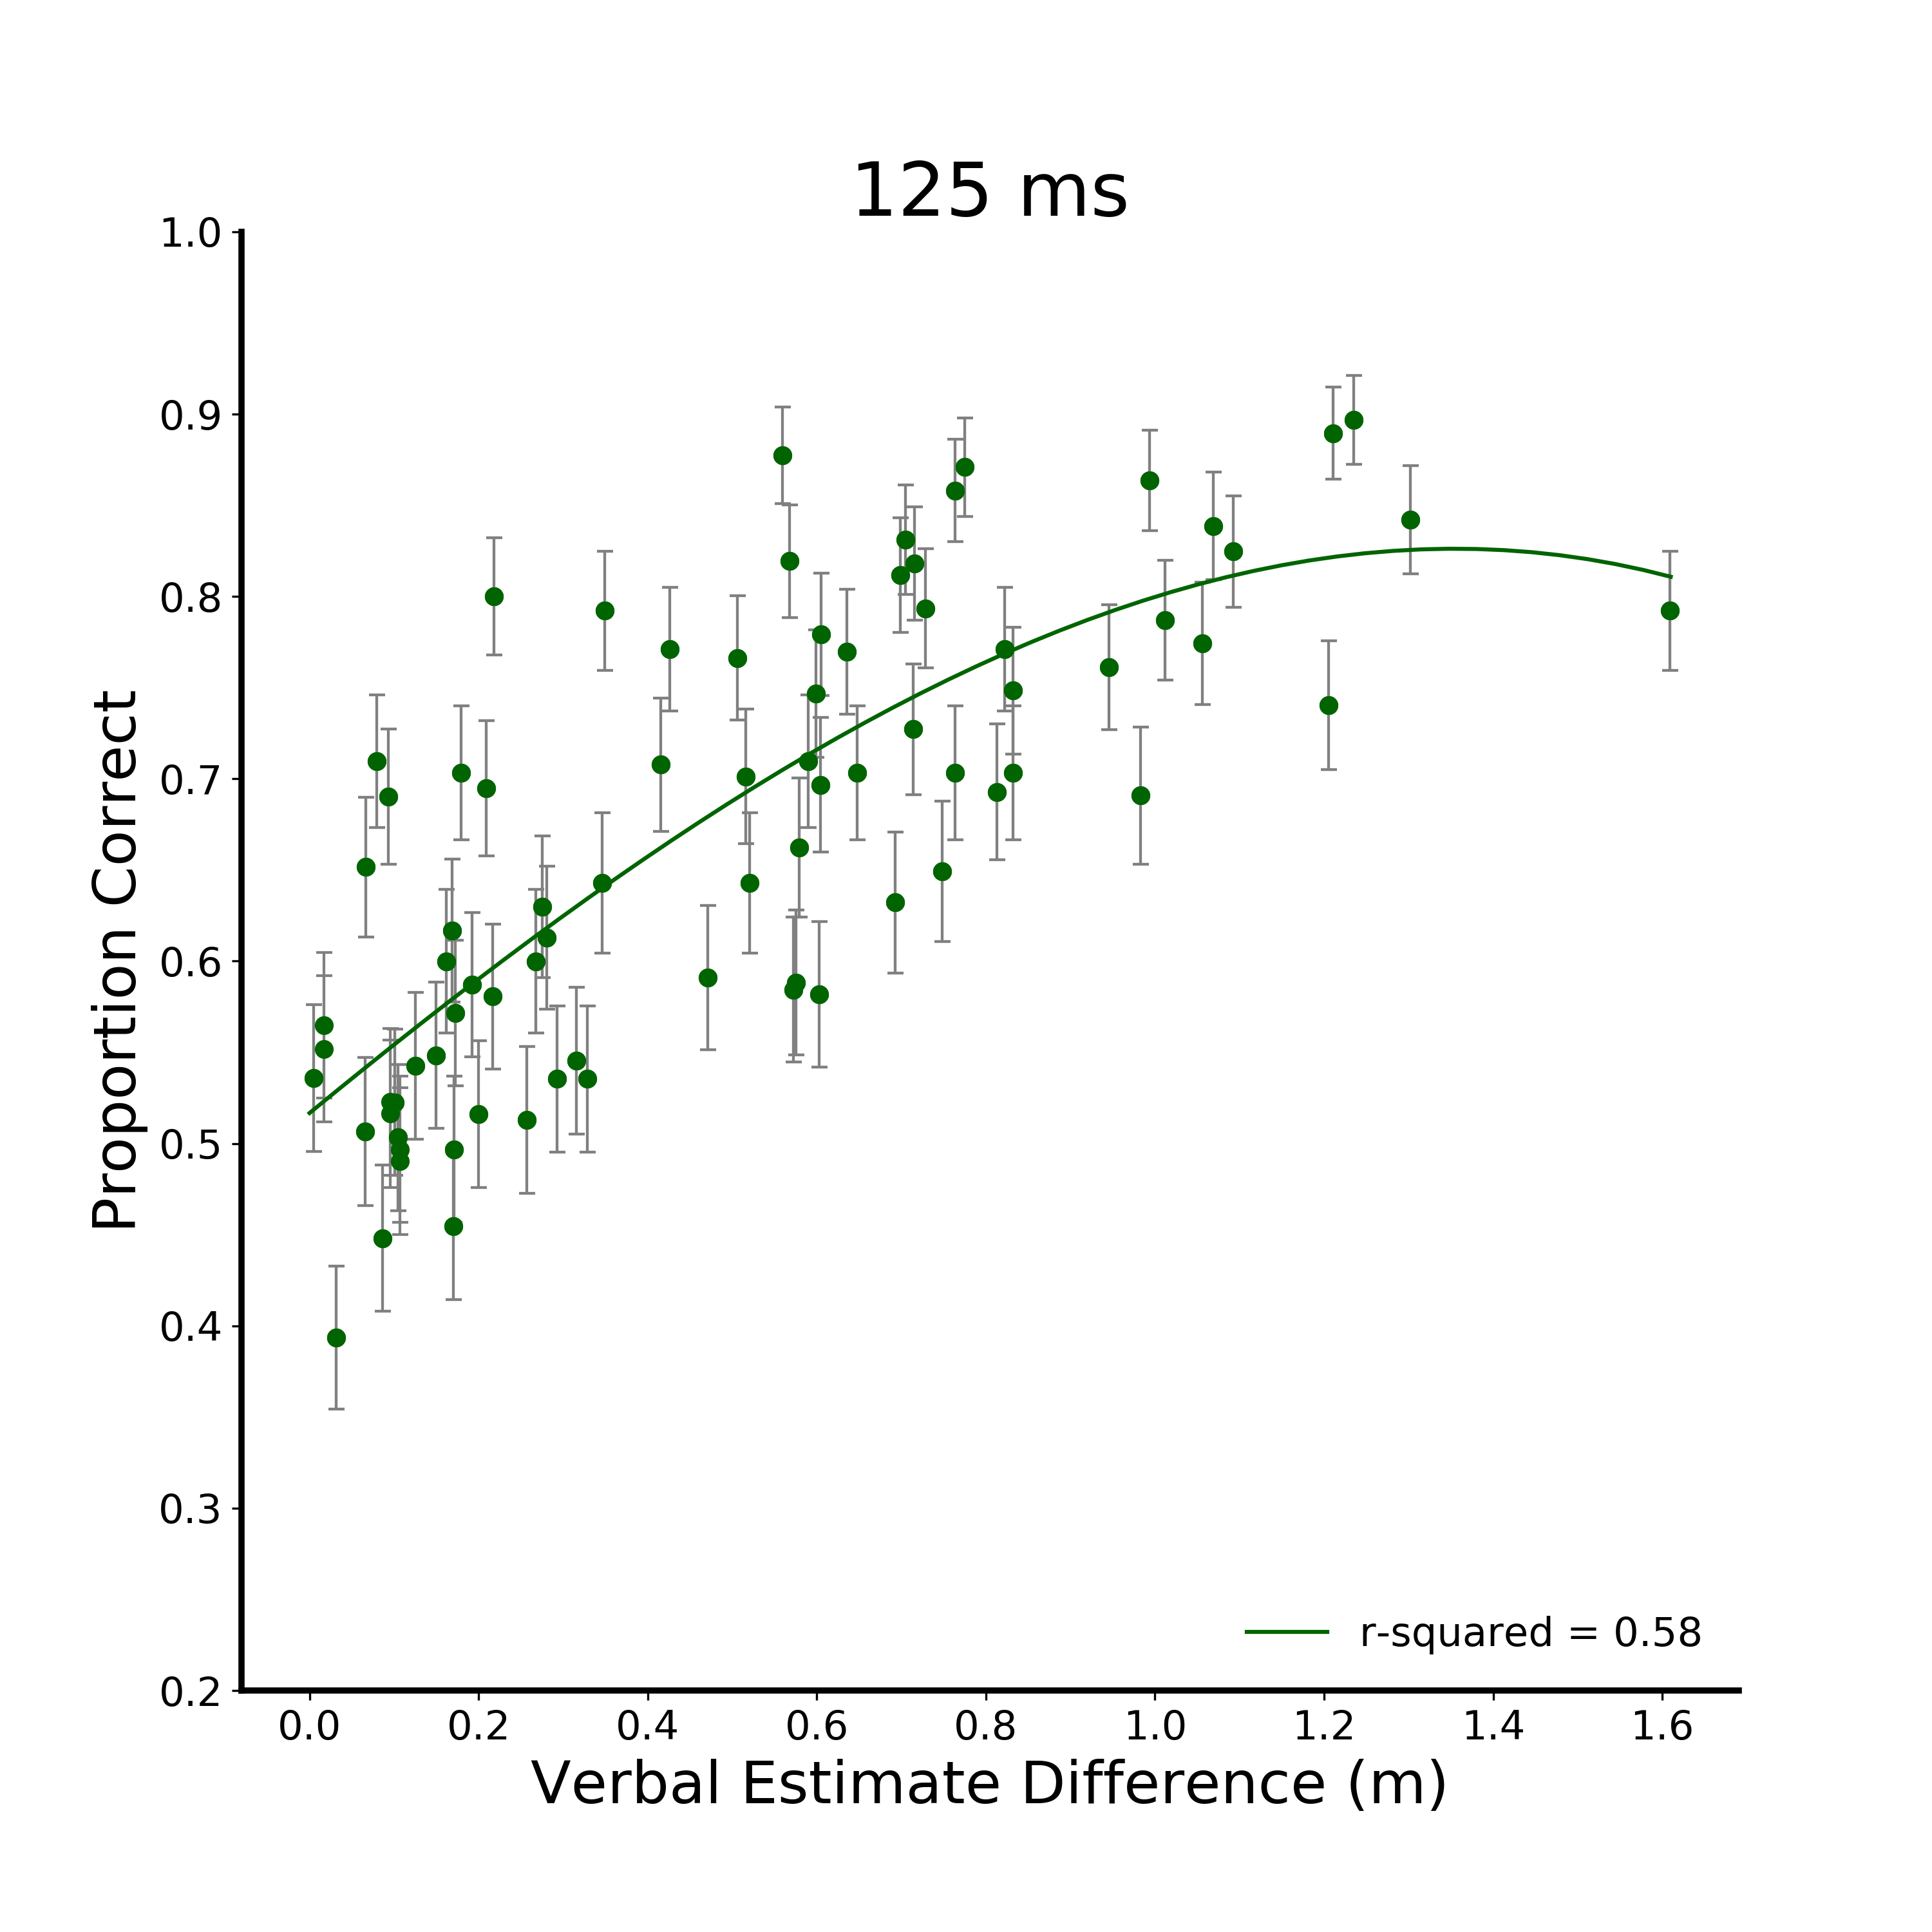 125 ms
1.0
0.9
0.8
0.7
0.6
0.5
0.4
0.3
0.2
Proportion Correct
r-squared = 0.58
0.0 0.2 0.4 0.6 0.8 1.0 1.2 1.4 1.6
Verbal Estimate Difference (m)